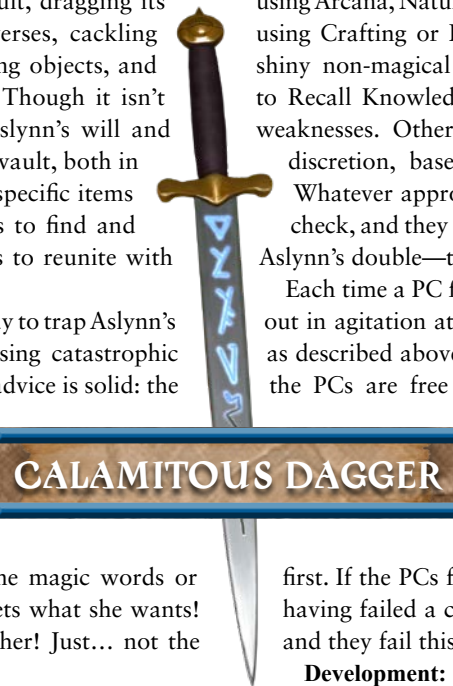 ult, dragging its
verses, cackling
ng objects, and
Though it isn't
slynn's will and
vault, both in
specific items
s to find and
s to reunite with
y to trap Aslynn's
sing catastrophic
advice is solid: the
CALAMITOUS DAGGER
he magic words or
ets what she wants!
her! Just… not the
using Arcana, Natu
using Crafting or
shiny non-magical
to Recall Knowled
weaknesses. Other
discretion, base
Whatever appro
check, and they
Aslynn's double—t
Each time a PC f
out in agitation at
as described above
the PCs are free
first. If the PCs f
having failed a c
and they fail this
Development: